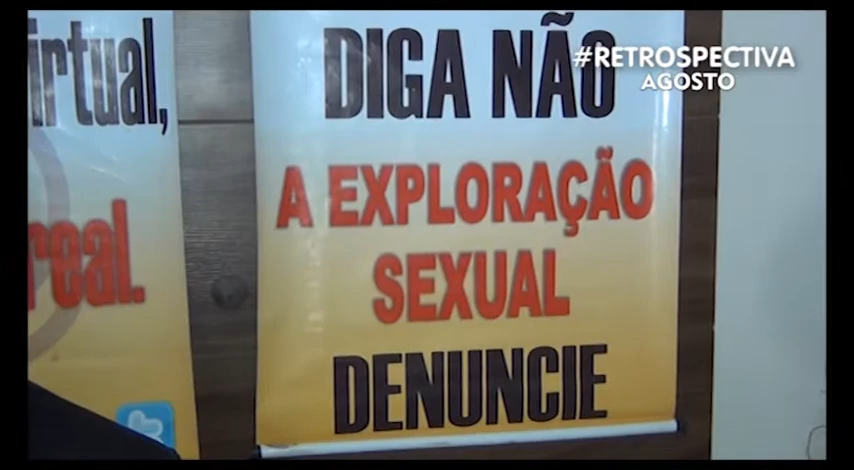 #RETROSPECTIVA
AGOSTO
irtual,
real.
DIGA NÃO
A EXPLORAÇÃO
SEXUAL
DENUNCIE